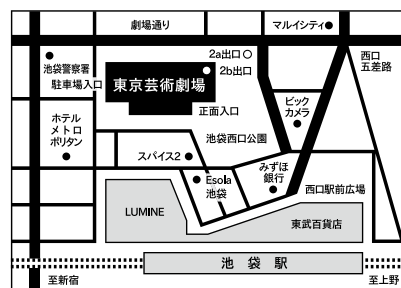 劇場通り
マルイシティ
2a出口
2b出口
西口
五差路
池袋警察署
駐車場入口
東京芸術劇場
正面入口
ビック
カメラ
ホテル
メトロ
ポリタン
池袋西口公園
スパイス2
みずほ
銀行
Esola
池袋
西口駅前広場
LUMINE
東武百貨店
池袋駅
至新宿
至上野